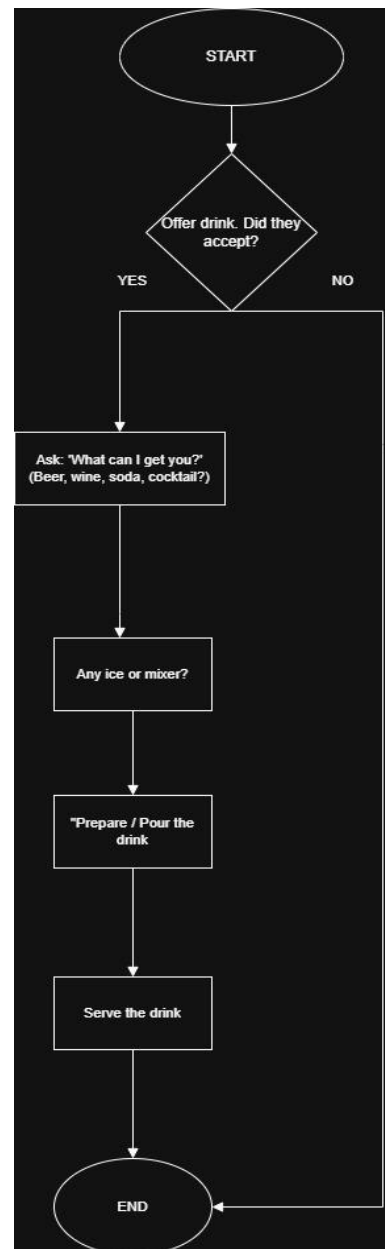 START
Offer drink. Did they
accept?
YES
NO
Ask: 'What can I get you?'
(Beer, wine, soda, cocktail?)
Any ice or mixer?
"Prepare / Pour the
drink
Serve the drink
END